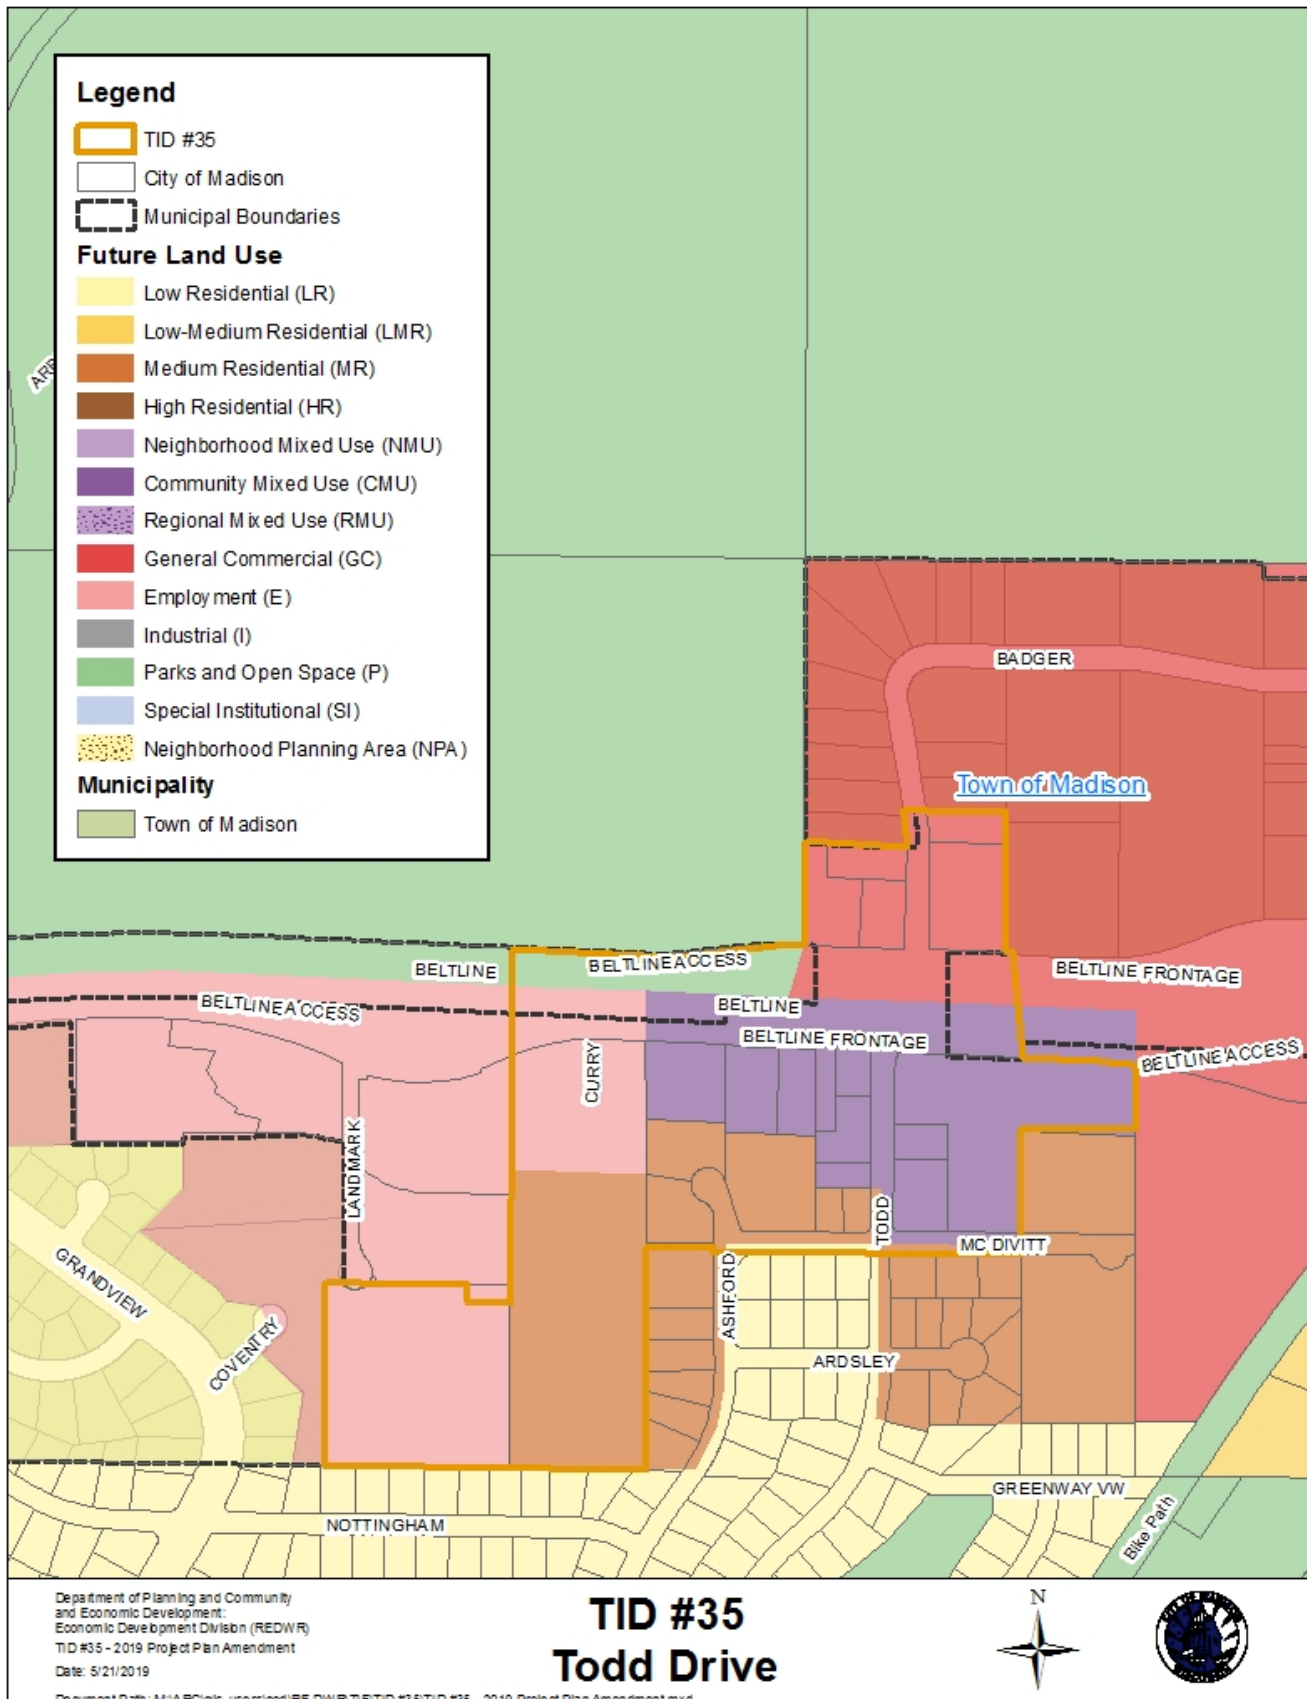 Legend
TID #35
City of Madison
Municipal Boundaries
Future Land Use
Low Residential (LR)
Low-Medium Residential (LMR)
Medium Residential (MR)
High Residential (HR)
Neighborhood Mixed Use (NMU)
Community Mixed Use (CMU)
Regional Mixed Use (RMU)
General Commercial (GC)
Employment (E)
Industrial (I)
Parks and Open Space (P)
Special Institutional (SI)
Neighborhood Planning Area (NPA)
Municipality
Town of Madison
BADGER
Town of Madison
BELTLINE
BELTLINE ACCESS
BELTLINE FRONTAGE
BELTLINE ACCESS
BELTLINE
BELTLINE FRONTAGE
BELTLINE ACCESS
CURRY
LANDMARK
TODD
MC DIVITT
GRANDVIEW
COVENTRY
ASHFORD
ARDSLEY
GREENWAY VW
NOTTINGHAM
Bike Path
Department of Planning and Community
and Economic Development:
Economic Development Division (REDWR)
TID #35 - 2019 Project Plan Amendment
Date: 5/21/2019
TID #35
Todd Drive
N